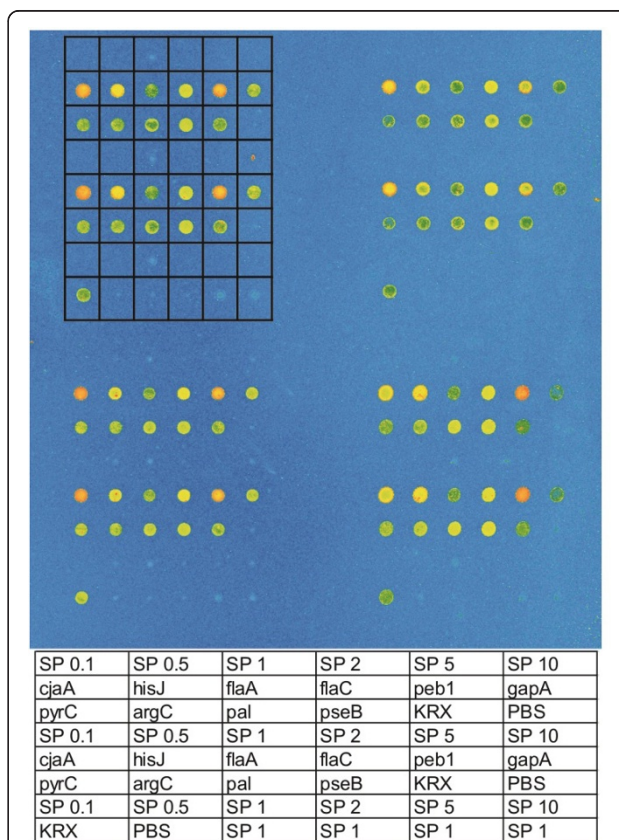 SP 0.1 SP 0.5 SP 1 SP 2 SP 5 SP 10
cjaA hisJ flaA flaC peb1 gapA
pyrC argC pal pseB KRX PBS
SP 0.1 SP 0.5 SP 1 SP 2 SP 5 SP 10
cjaA hisJ flaA flaC peb1 gapA
pyrC argC pal pseB KRX PBS
SP 0.1 SP 0.5 SP 1 SP 2 SP 5 SP 10
KRX PBS SP 1 SP 1 SP 1 SP 1